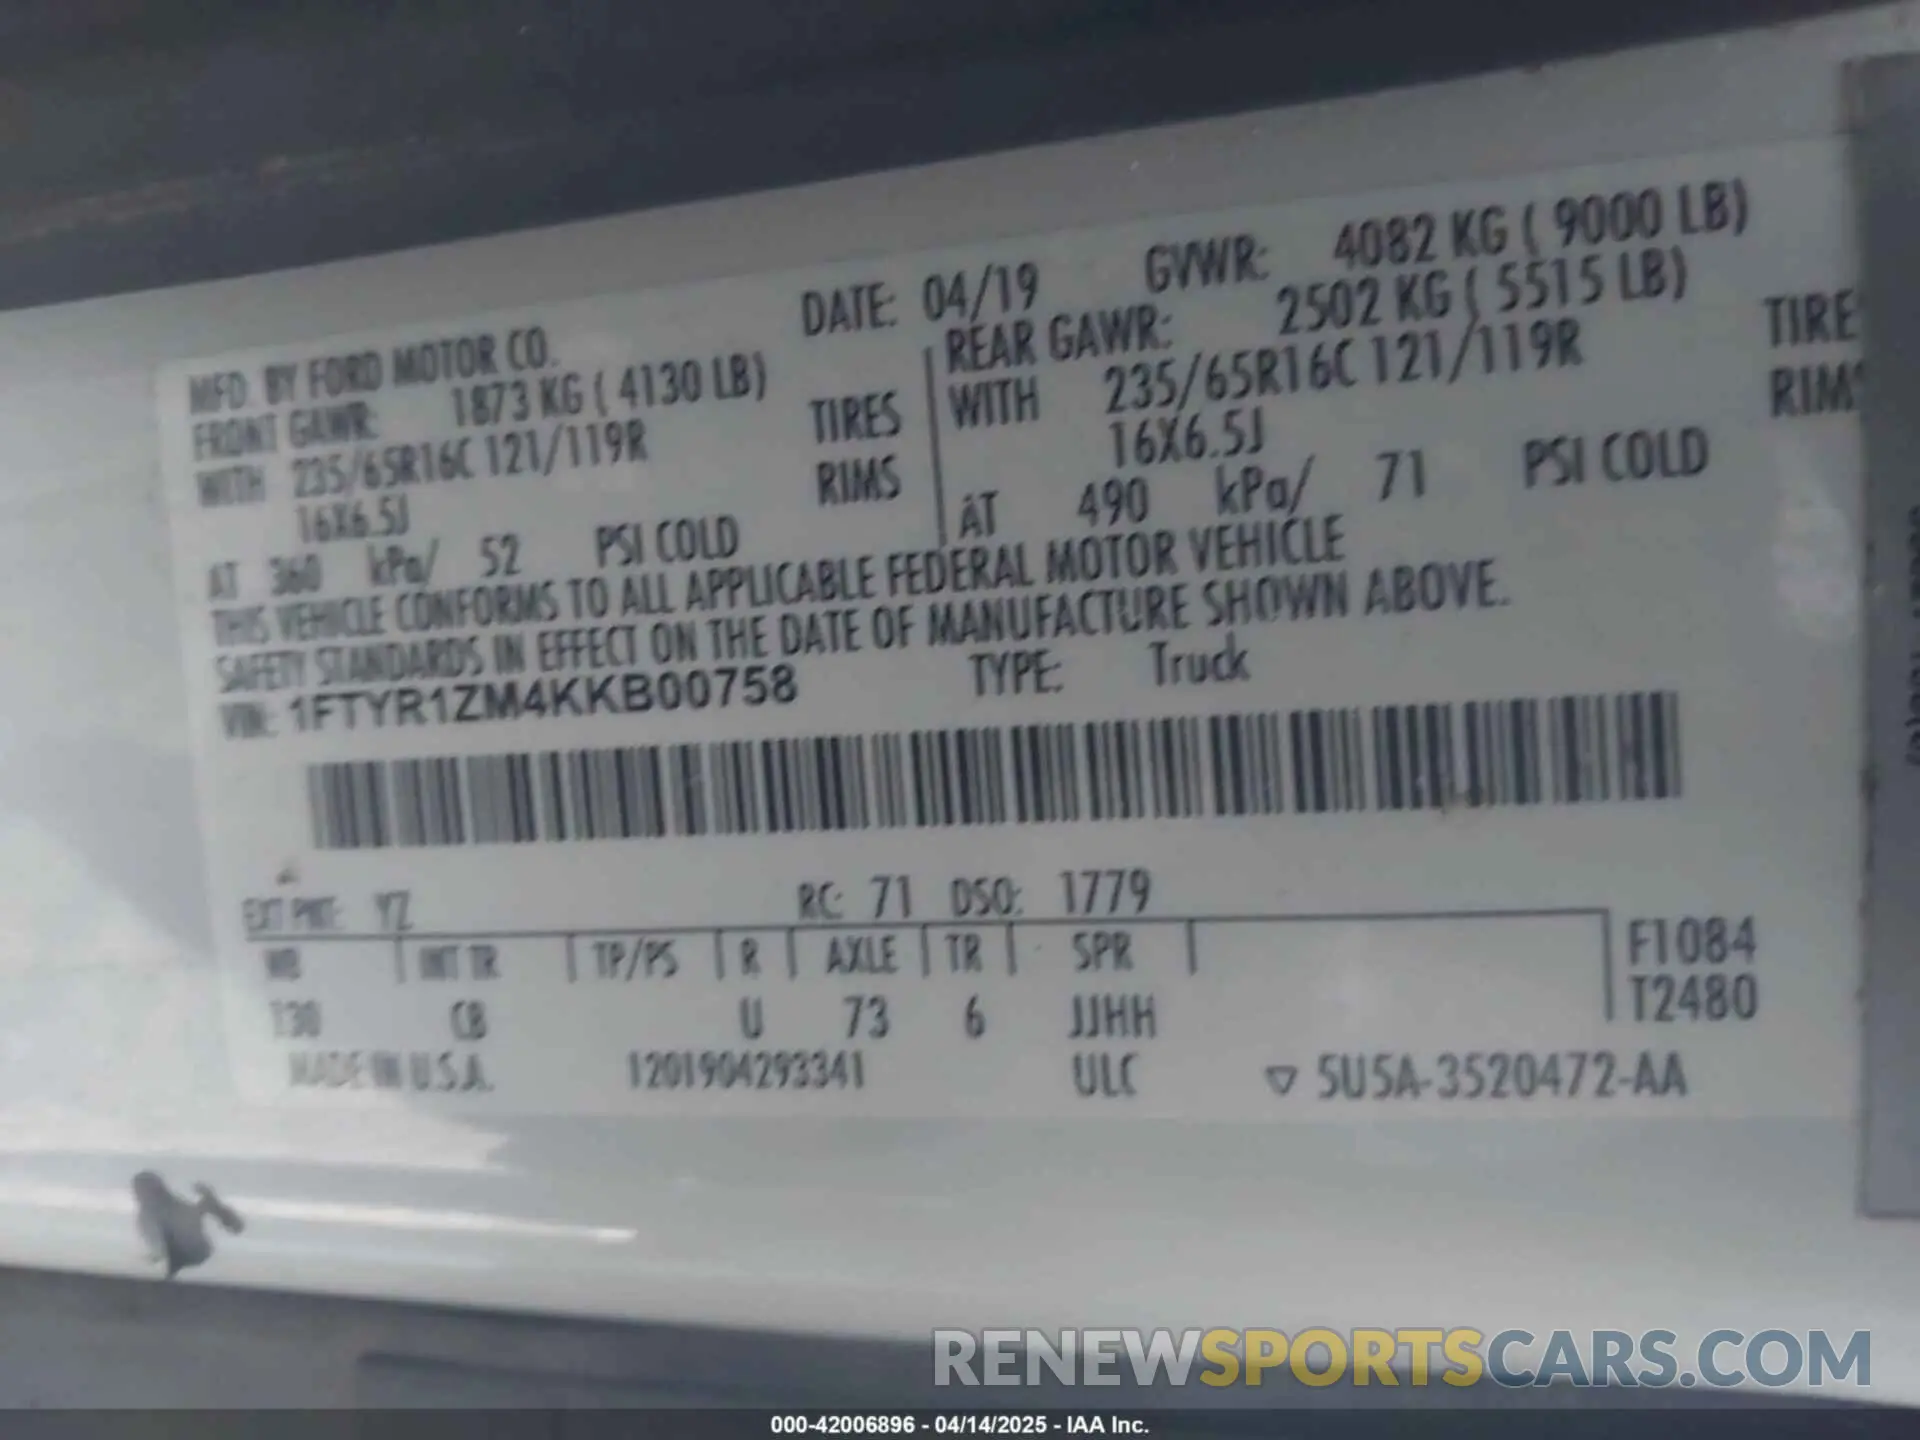 MFD. BY FORD MOTOR CO. DATE: 04/19 GVWR: 4082 KG ( 9000 LB)
FRONT GAWR: 1873 KG ( 4130 LB) REAR GAWR: 2502 KG ( 5515 LB)
WITH 235/65R16C 121/119R TIRES WITH 235/65R16C 121/119R TIRE
16X6.5J RIMS 16X6.5J RIMS
AT 360 kPa/ 52 PSI COLD AT 490 kPa/ 71 PSI COLD
THIS VEHICLE CONFORMS TO ALL APPLICABLE FEDERAL MOTOR VEHICLE
SAFETY STANDARDS IN EFFECT ON THE DATE OF MANUFACTURE SHOWN ABOVE.
VIN: 1FTYR1ZM4KKB00758 TYPE: Truck
EXT PNT: YZ RC: 71 DSO: 1779
WB INT TR TP/PS R AXLE TR SPR F1084
130 CB U 73 6 JJHH T2480
MADE IN U.S.A. 1201904293341 ULC ▽ 5U5A-3520472-AA
RENEWSPORTSCARS.COM
000-42006896 - 04/14/2025 - IAA Inc.